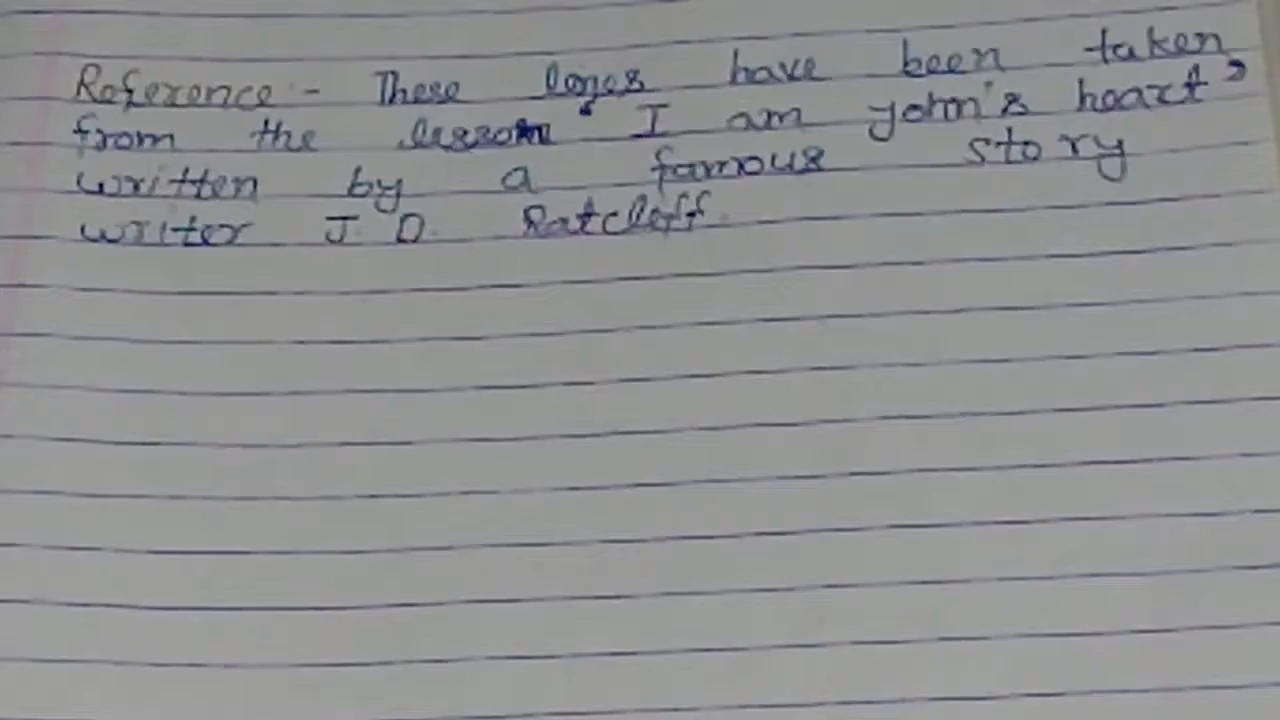 Reference:- These lines have been taken
from the lesson "I am john's heart"
written by a famous story
writer J. D. Ratcliff.